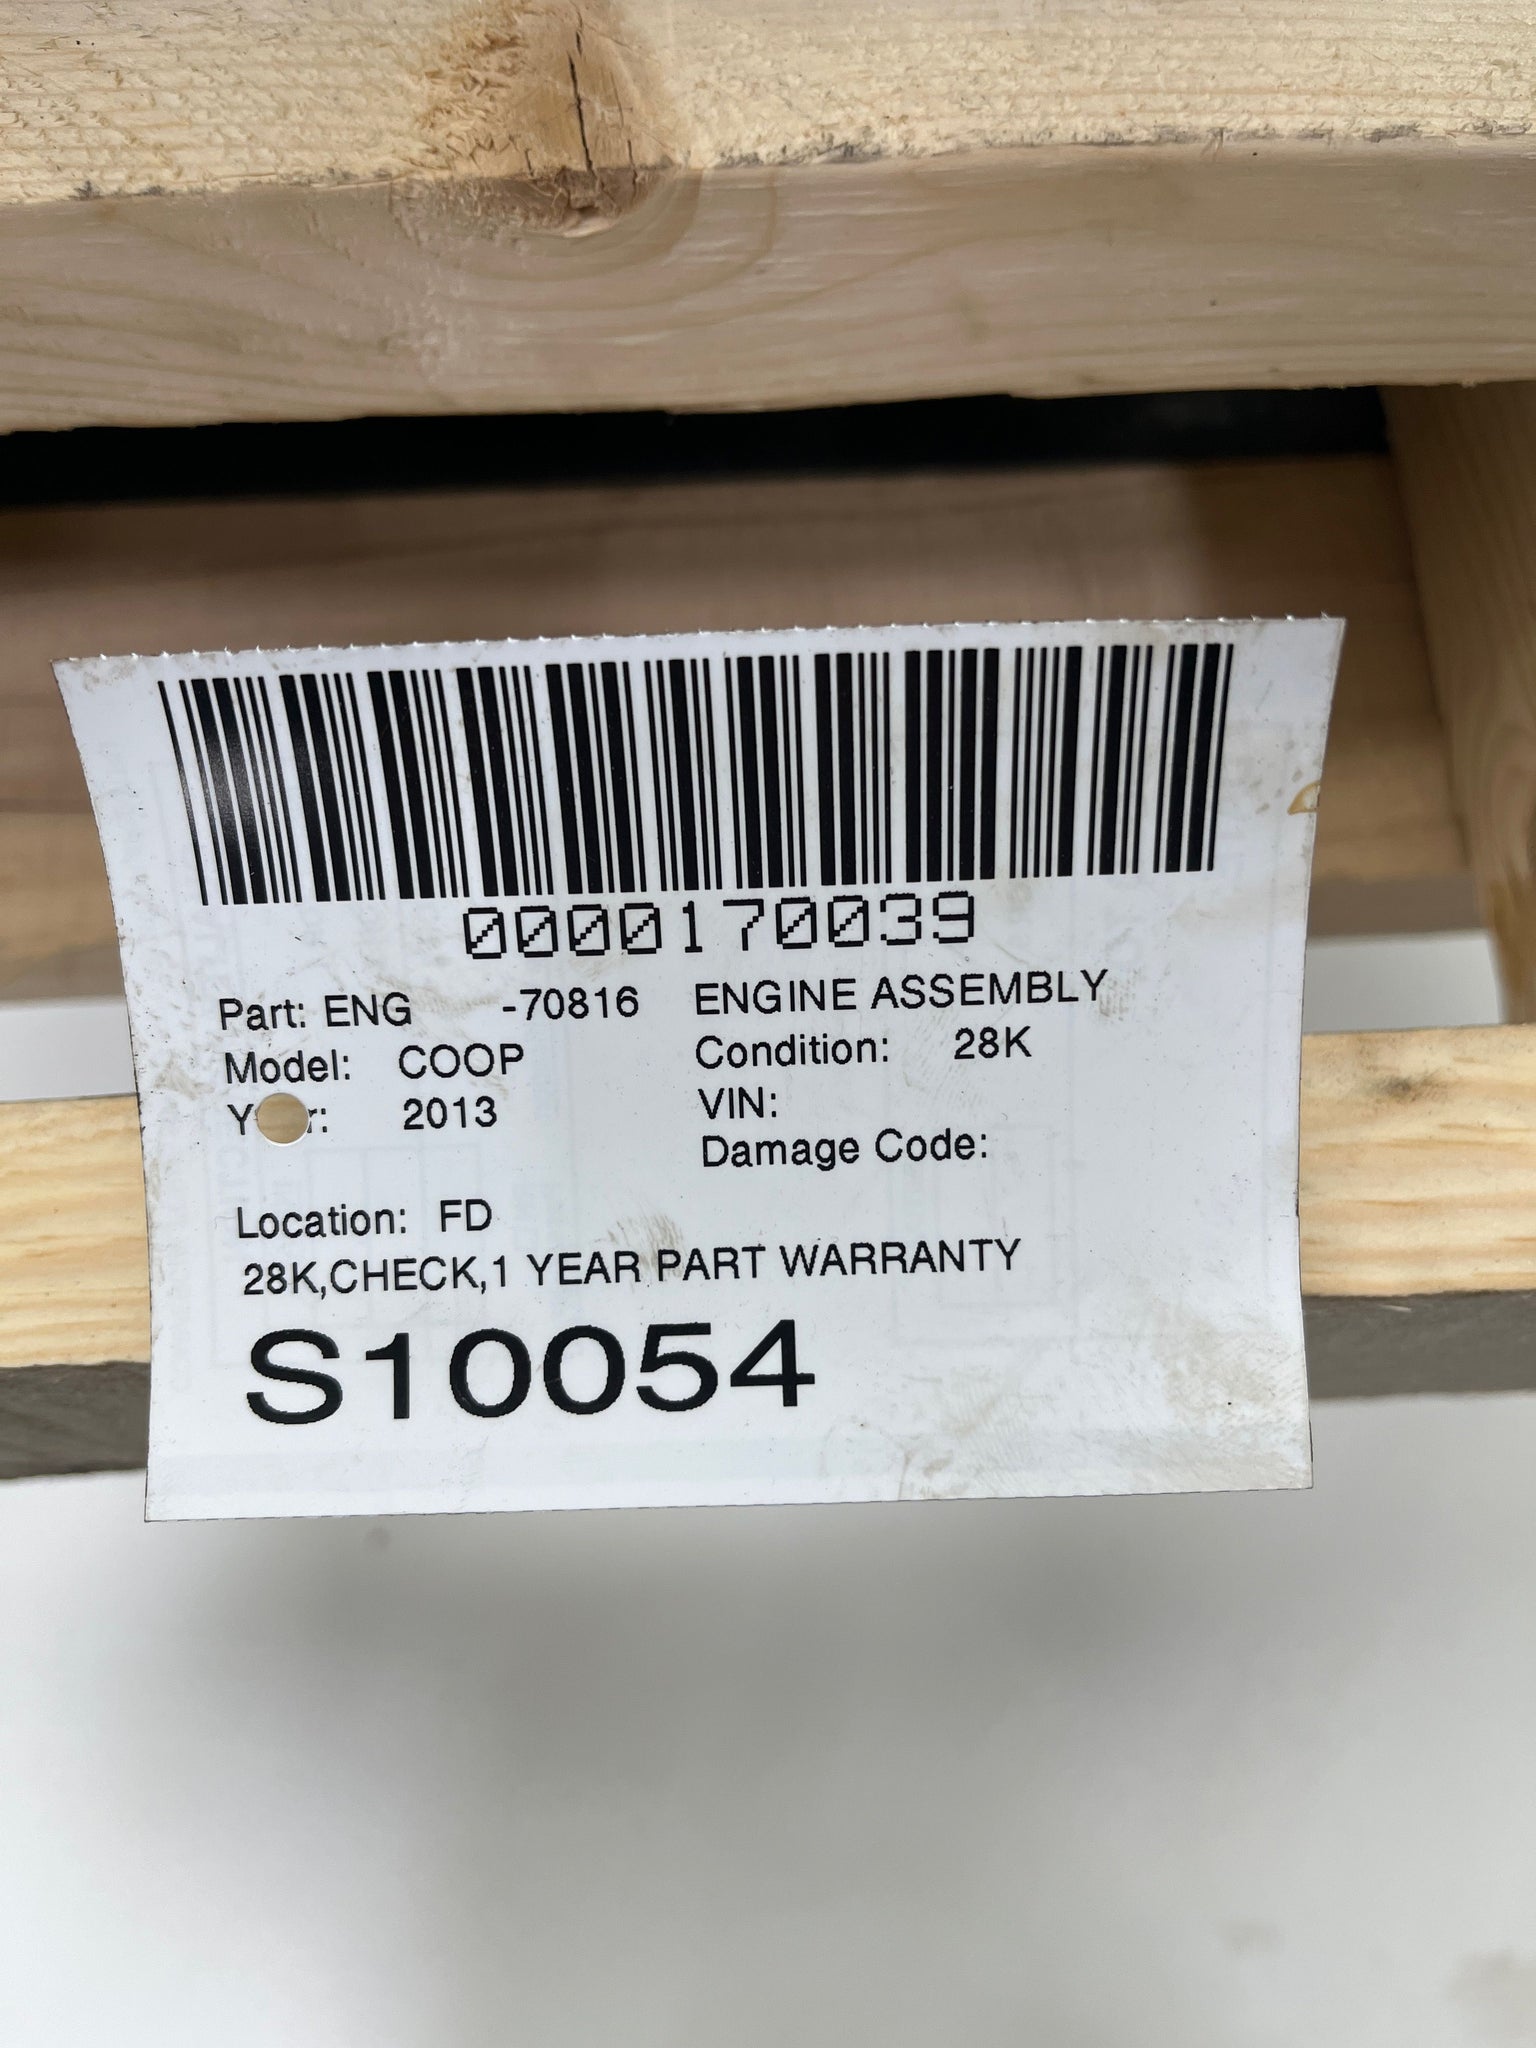 0000170039
Part: ENG -70816 ENGINE ASSEMBLY
Model: COOP Condition: 28K
2013 VIN:
Damage Code:
Location: FD
28K,CHECK,1 YEAR PART WARRANTY
S10054